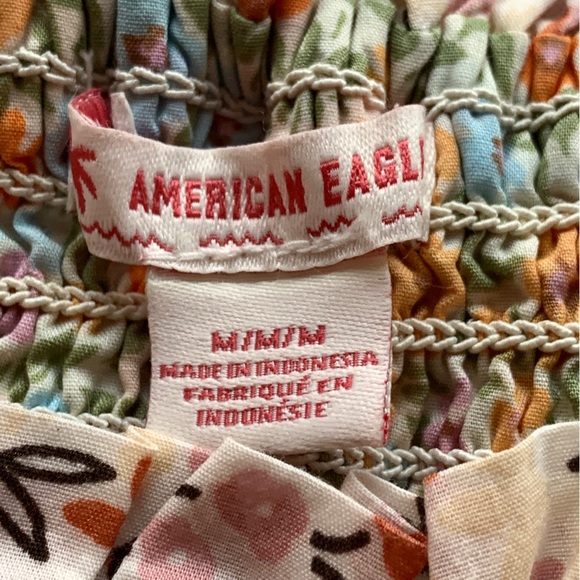 AMERICAN EAGL
M/M/M
MADE IN INDONESIA
FABRIQUÉ EN
INDONÉSIE